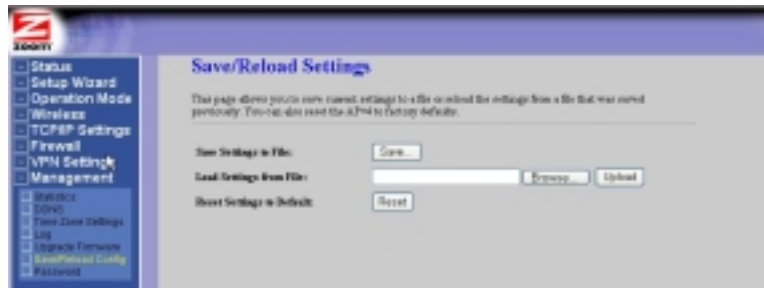 ZOOM
Status
Setup Wizard
Operation Mode
Wireless
TCP/IP Settings
Firewall
VPN Settings
Management
Statistics
DDNS
Time Zone Settings
Log
Upgrade Firmware
Save/Reload Config
Password
Save/Reload Settings
This page allows you to save current settings to a file or reload the settings from a file that was saved
previously. You can also reset the to factory defaults.
Save Settings to File:
Save...
Load Settings from File:
Browse...
Upload
Reset Settings to Default:
Reset